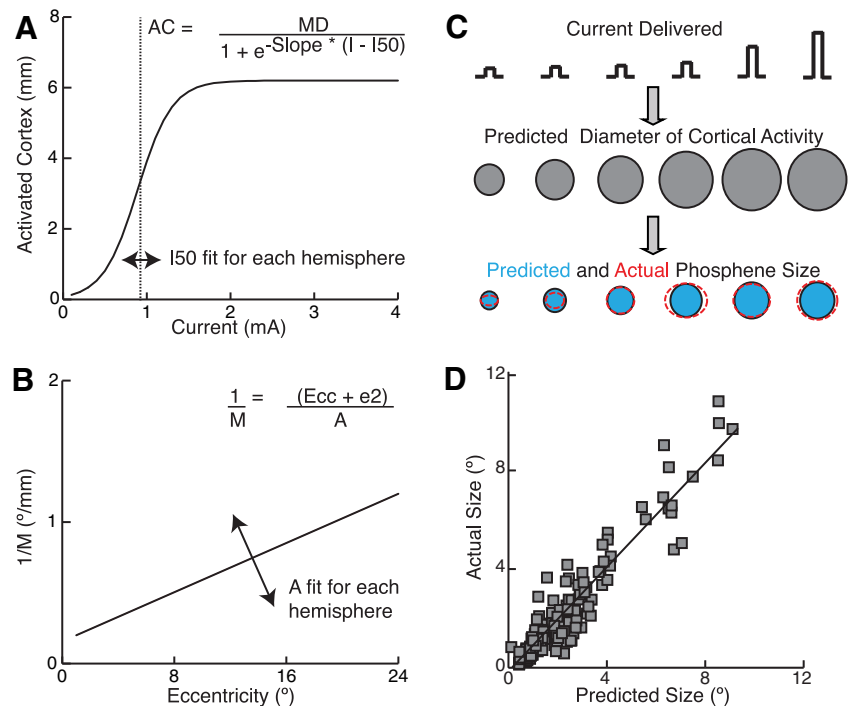 A
AC = MD
1 + e-Slope * (I - I50)
8
6
4
2
0
Activated Cortex (mm)
I50 fit for each hemisphere
0
1
2
3
4
Current (mA)
B
1/M = (Ecc + e2)/A
2
1
0
1/M (°/mm)
A fit for each
hemisphere
0
8
16
24
Eccentricity (°)
C
Current Delivered
Predicted Diameter of Cortical Activity
Predicted and Actual Phosphene Size
D
12
8
4
0
Actual Size (°)
0
4
8
12
Predicted Size (°)